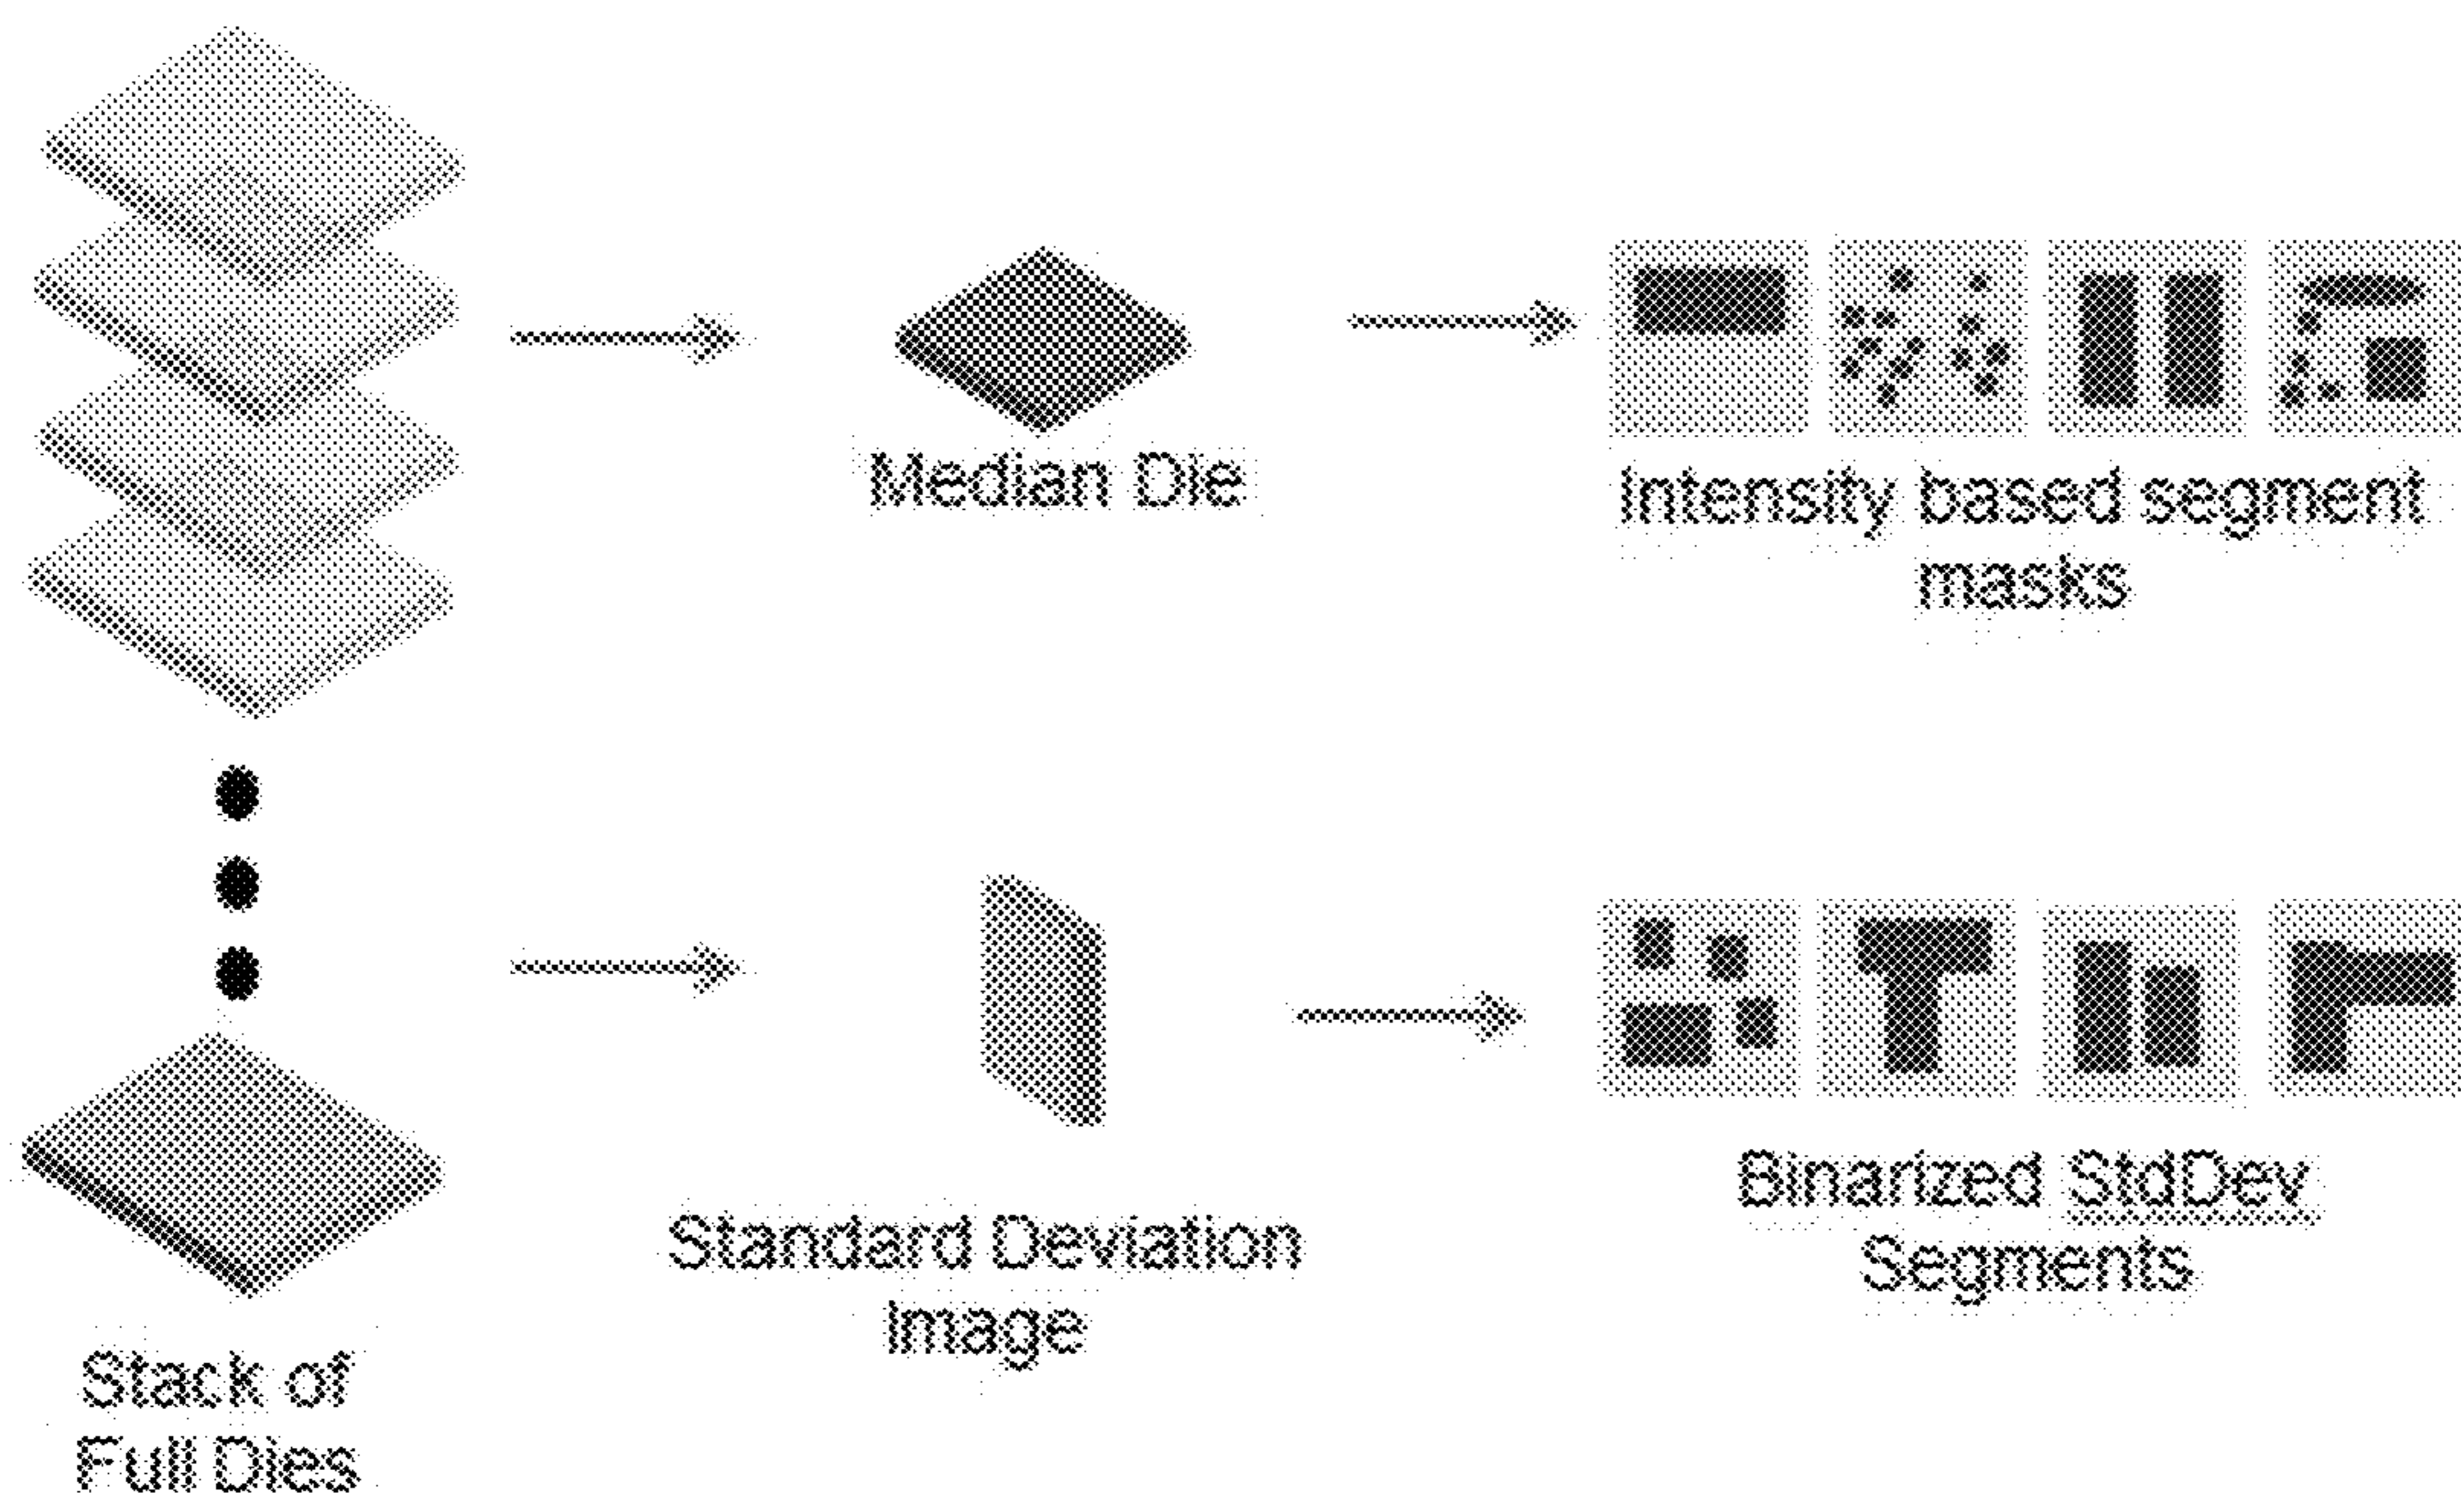 Median Die
Intensity based segment
masks
Binarized StdDev
Segments
Standard Deviation
Image
Stack of
Full Dies